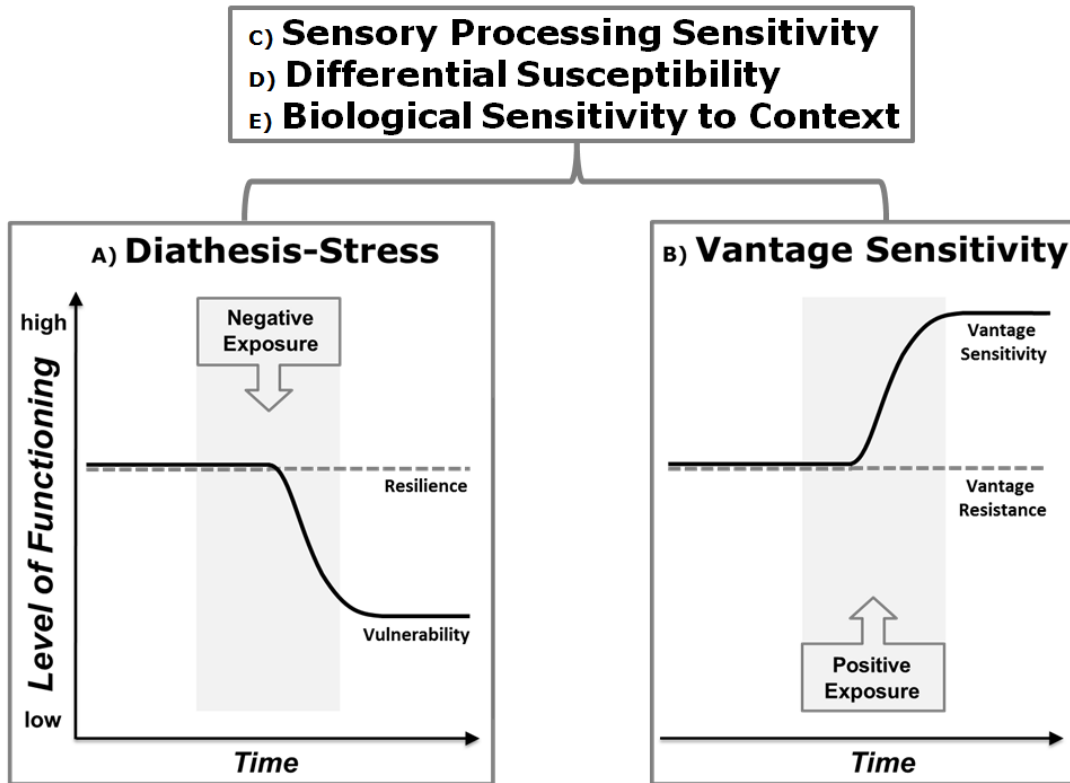 C) Sensory Processing Sensitivity
D) Differential Susceptibility
E) Biological Sensitivity to Context
A) Diathesis-Stress
high
Level of Functioning
low
Negative
Exposure
Resilience
Vulnerability
Time
B) Vantage Sensitivity
Vantage
Sensitivity
Vantage
Resistance
Positive
Exposure
Time